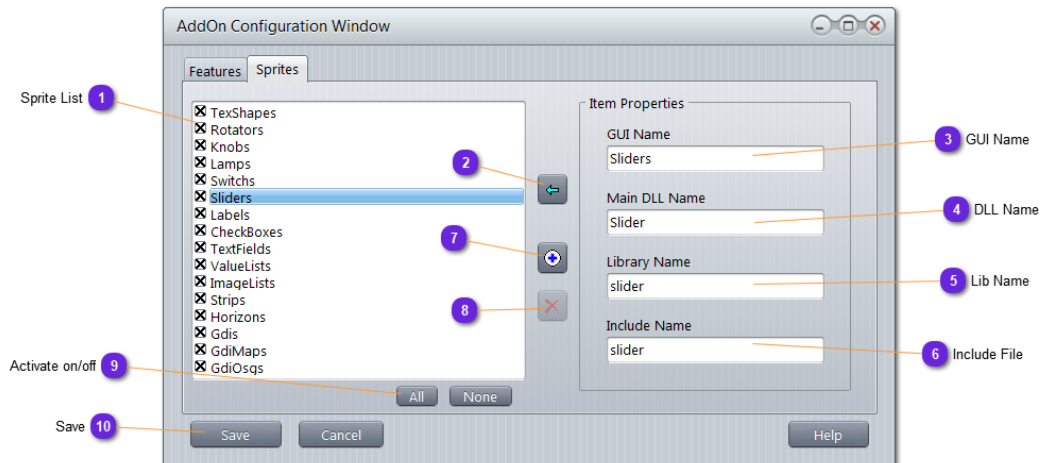 AddOn Configuration Window
Features
Sprites
Sprite List 1
TexShapes
Rotators
Knobs
Lamps
Switchs
Sliders
Labels
CheckBoxes
TextFields
ValueLists
ImageLists
Strips
Horizons
Gdis
GdiMaps
GdiOsgs
2
7
8
Item Properties
GUI Name
Sliders
3 GUI Name
Main DLL Name
Slider
4 DLL Name
Library Name
slider
5 Lib Name
Include Name
slider
6 Include File
Activate on/off 9
All
None
Save 10
Save
Cancel
Help